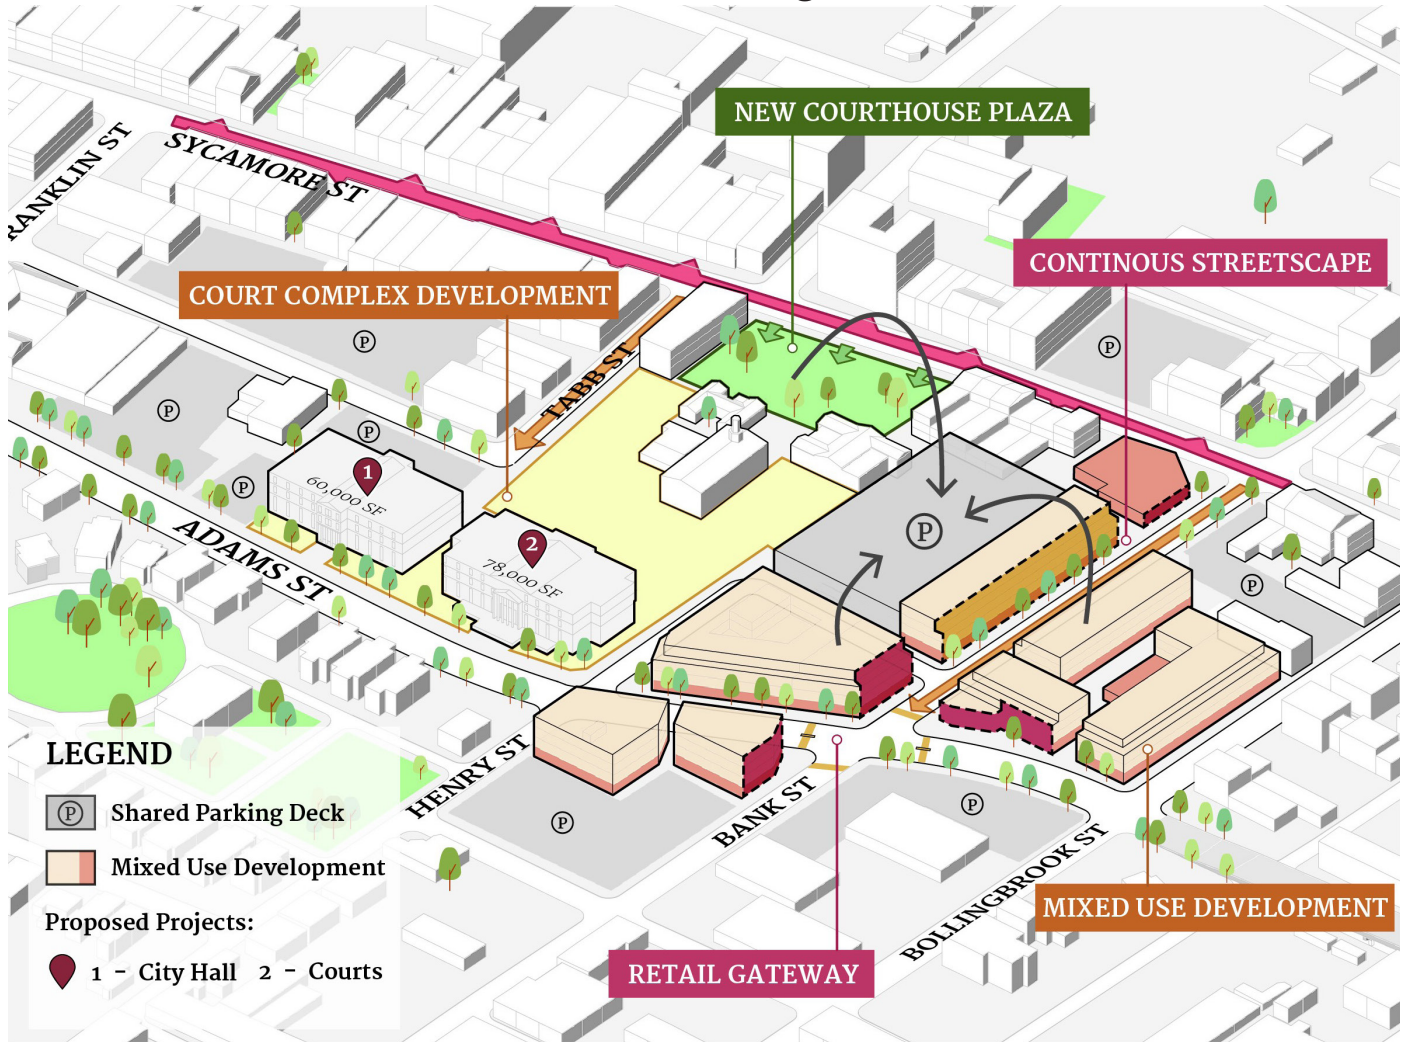 NEW COURTHOUSE PLAZA
SYCAMORE ST
CONTINOUS STREETSCAPE
COURT COMPLEX DEVELOPMENT
P
P
TABB ST
P
P
P
1
60,000 SF
2
78,000 SF
P
P
ADAMS ST
HENRY ST
BANK ST
P
P
BOLLINGBROOK ST
MIXED USE DEVELOPMENT
RETAIL GATEWAY
LEGEND
P Shared Parking Deck
Mixed Use Development
Proposed Projects:
1 - City Hall 2 - Courts